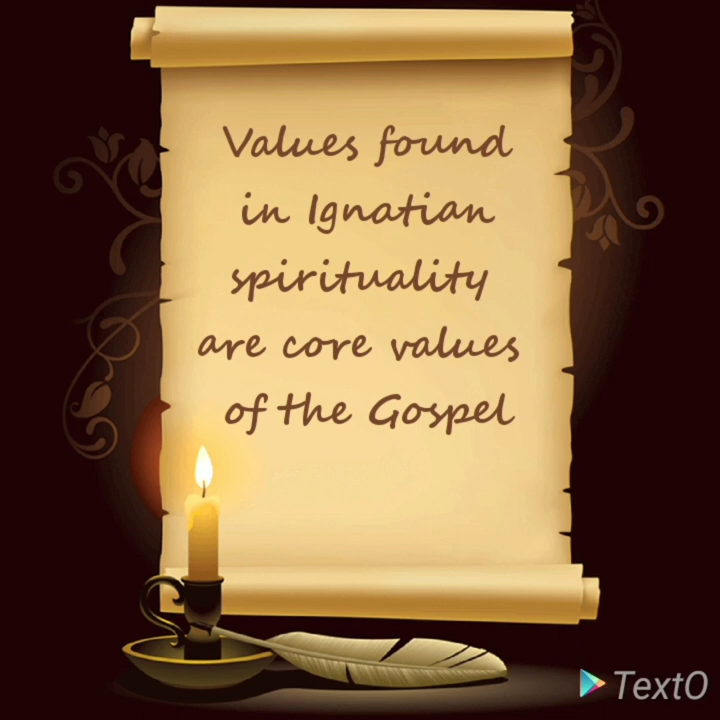 Values found
in Ignatian
spirituality
are core values
of the Gospel
TextO